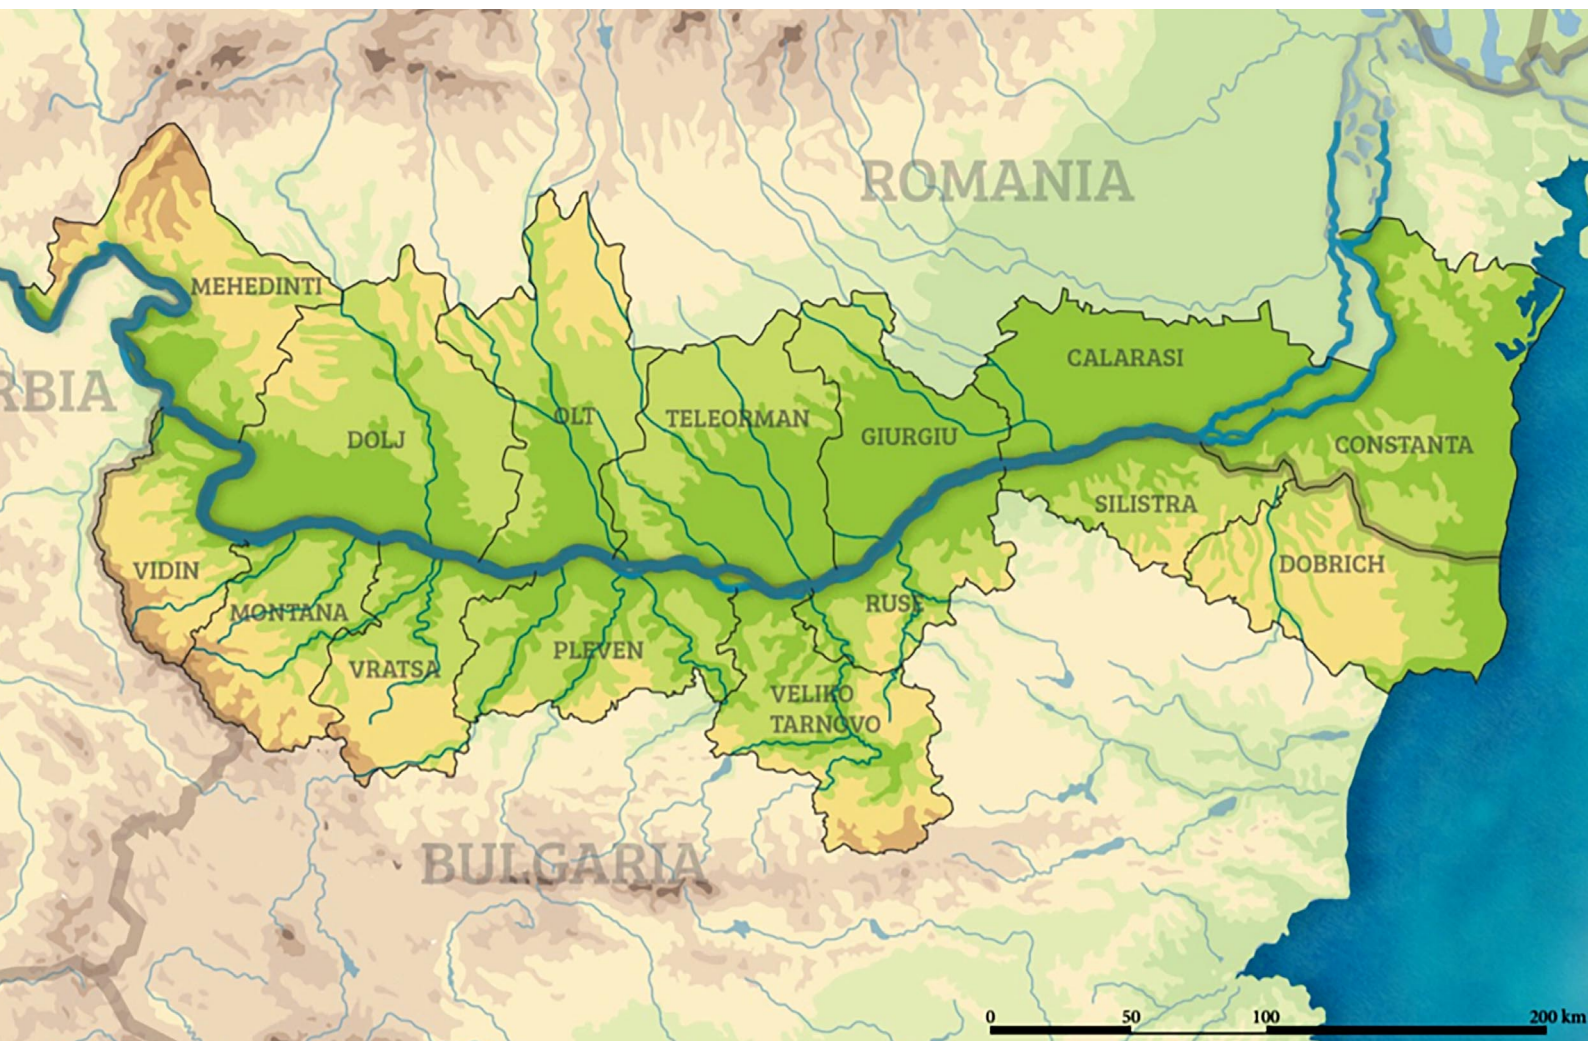 ROMANIA
MEHEDINTI
CALARASI
RBIA
DOLJ
OLT
TELEORMAN
GIURGIU
CONSTANTA
SILISTRA
VIDIN
DOBRICH
MONTANA
RUSE
VRATSA
PLEVEN
VELIKO
TARNOVO
BULGARIA
0 50 100 200 km